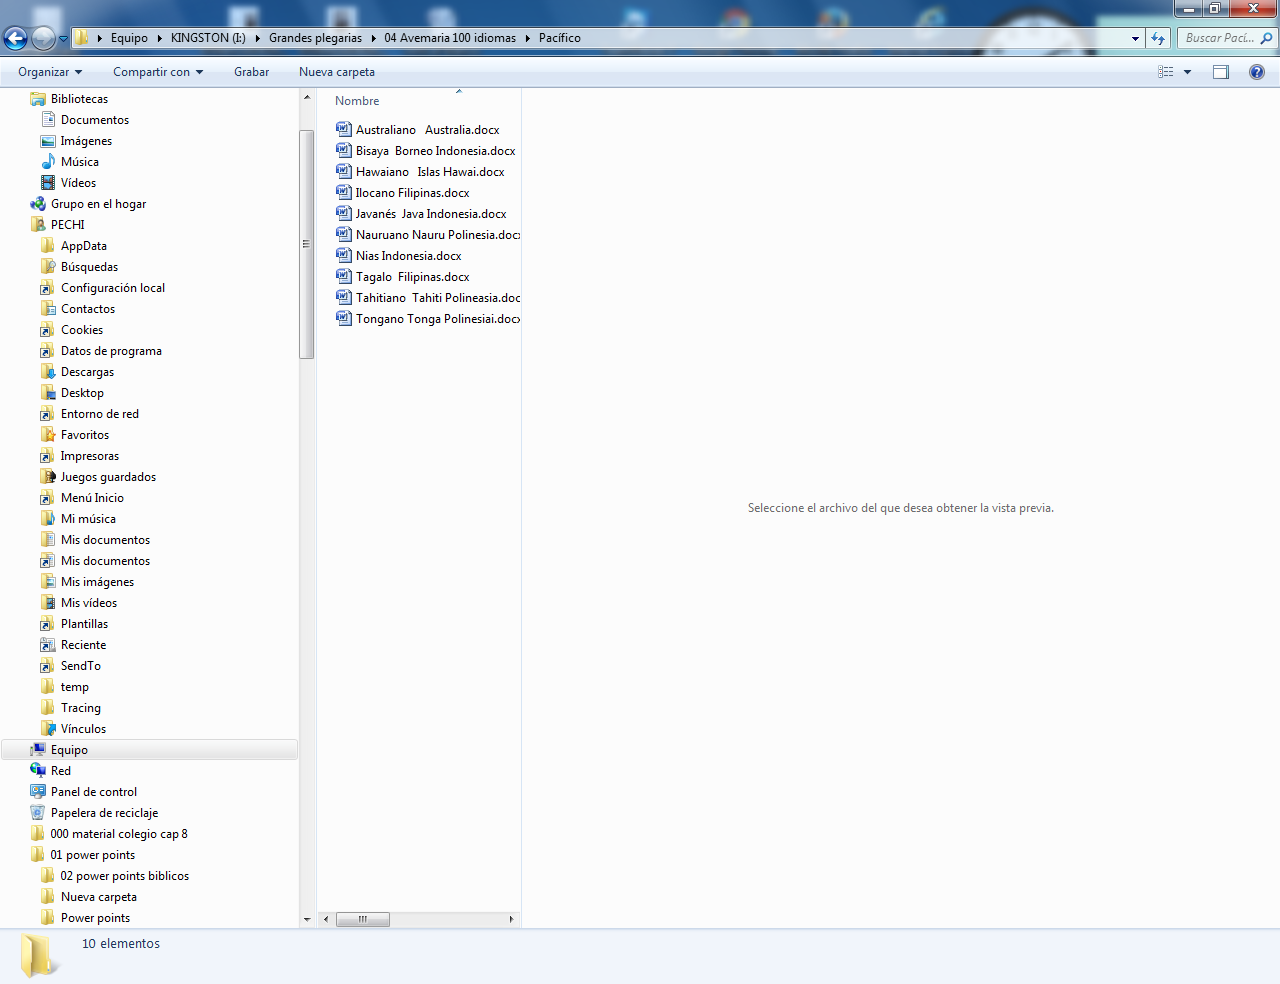 Equipo KINGSTON (I:) Grandes plegarias 04 Avemaria 100 idiomas Pacífico
Buscar Pací...
Organizar Compartir con Grabar Nueva carpeta
Bibliotecas
Documentos
Imágenes
Música
Vídeos
Grupo en el hogar
PECHI
AppData
Búsquedas
Configuración local
Contactos
Cookies
Datos de programa
Descargas
Desktop
Entorno de red
Favoritos
Impresoras
Juegos guardados
Menú Inicio
Mi música
Mis documentos
Mis documentos
Mis imágenes
Mis vídeos
Plantillas
Reciente
SendTo
temp
Tracing
Vínculos
Equipo
Red
Panel de control
Papelera de reciclaje
000 material colegio cap 8
01 power points
02 power points biblicos
Nueva carpeta
Power points
Nombre
Australiano Australia.docx
Bisaya Borneo Indonesia.docx
Hawaiano Islas Hawai.docx
Ilocano Filipinas.docx
Javanés Java Indonesia.docx
Nauruano Nauru Polinesia.docx
Nias Indonesia.docx
Tagalo Filipinas.docx
Tahitiano Tahiti Polineasia.doc
Tongano Tonga Polinesiai.docx
Seleccione el archivo del que desea obtener la vista previa.
10 elementos